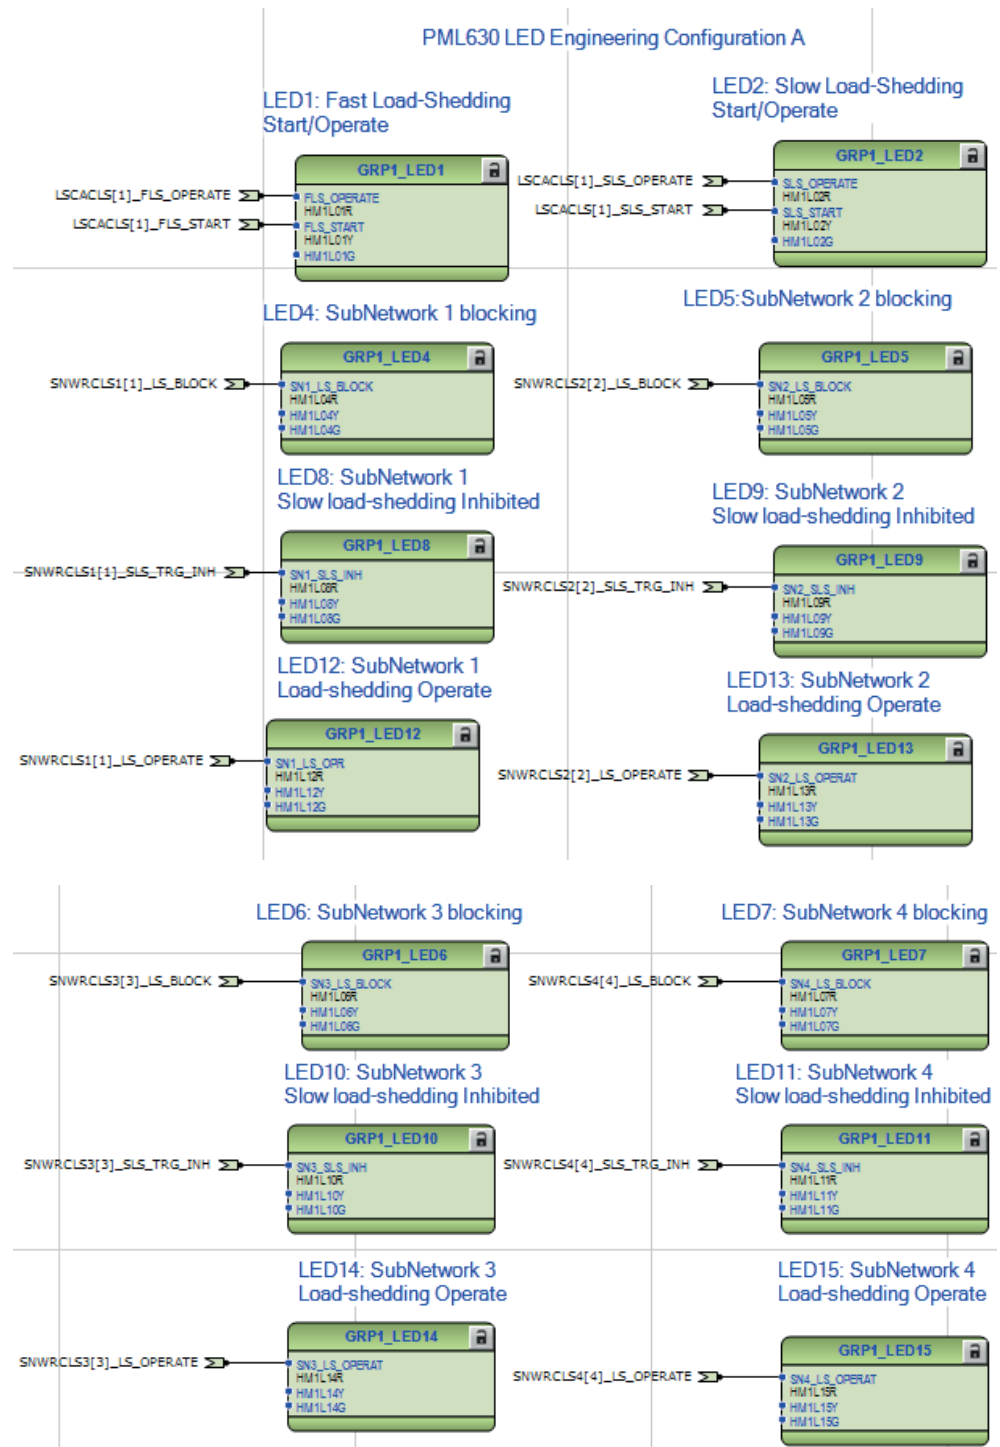 PML630 LED Engineering Configuration A
LED1: Fast Load-Shedding
Start/Operate
GRP1_LED1
LSCACLS[1]_FLS_OPERATE
FLS_OPERATE
HM1L01R
LSCACLS[1]_FLS_START
FLS_START
HM1L01Y
HM1L01G
LED2: Slow Load-Shedding
Start/Operate
GRP1_LED2
LSCACLS[1]_SLS_OPERATE
SLS_OPERATE
HM1L02R
LSCACLS[1]_SLS_START
SLS_START
HM1L02Y
HM1L02G
LED4: SubNetwork 1 blocking
GRP1_LED4
SNWRCLS1[1]_LS_BLOCK
SN1_LS_BLOCK
HM1L04R
HM1L04Y
HM1L04G
LED5:SubNetwork 2 blocking
GRP1_LED5
SNWRCLS2[2]_LS_BLOCK
SN2_LS_BLOCK
HM1L05R
HM1L05Y
HM1L05G
LED8: SubNetwork 1
Slow load-shedding Inhibited
GRP1_LED8
SNWRCLS1[1]_SLS_TRG_INH
SN1_SLS_INH
HM1L08R
HM1L08Y
HM1L08G
LED9: SubNetwork 2
Slow load-shedding Inhibited
GRP1_LED9
SNWRCLS2[2]_SLS_TRG_INH
SN2_SLS_INH
HM1L09R
HM1L09Y
HM1L09G
LED12: SubNetwork 1
Load-shedding Operate
GRP1_LED12
SNWRCLS1[1]_LS_OPERATE
SN1_LS_OPR
HM1L12R
HM1L12Y
HM1L12G
LED13: SubNetwork 2
Load-shedding Operate
GRP1_LED13
SNWRCLS2[2]_LS_OPERATE
SN2_LS_OPERAT
HM1L13R
HM1L13Y
HM1L13G
LED6: SubNetwork 3 blocking
GRP1_LED6
SNWRCLS3[3]_LS_BLOCK
SN3_LS_BLOCK
HM1L06R
HM1L06Y
HM1L06G
LED7: SubNetwork 4 blocking
GRP1_LED7
SNWRCLS4[4]_LS_BLOCK
SN4_LS_BLOCK
HM1L07R
HM1L07Y
HM1L07G
LED10: SubNetwork 3
Slow load-shedding Inhibited
GRP1_LED10
SNWRCLS3[3]_SLS_TRG_INH
SN3_SLS_INH
HM1L10R
HM1L10Y
HM1L10G
LED11: SubNetwork 4
Slow load-shedding Inhibited
GRP1_LED11
SNWRCLS4[4]_SLS_TRG_INH
SN4_SLS_INH
HM1L11R
HM1L11Y
HM1L11G
LED14: SubNetwork 3
Load-shedding Operate
GRP1_LED14
SNWRCLS3[3]_LS_OPERATE
SN3_LS_OPERAT
HM1L14R
HM1L14Y
HM1L14G
LED15: SubNetwork 4
Load-shedding Operate
GRP1_LED15
SNWRCLS4[4]_LS_OPERATE
SN4_LS_OPERAT
HM1L15R
HM1L15Y
HM1L15G